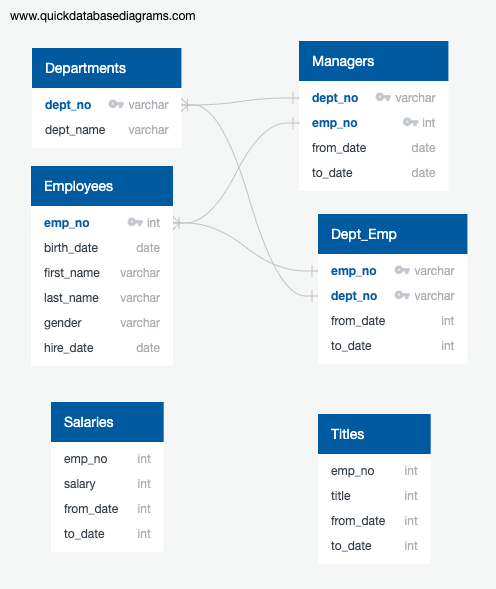 www.quickdatabasediagrams.com
Departments
dept_no varchar
dept_name varchar
Managers
dept_no varchar
emp_no int
from_date date
to_date date
Employees
emp_no int
birth_date date
first_name varchar
last_name varchar
gender varchar
hire_date date
Dept_Emp
emp_no varchar
dept_no varchar
from_date int
to_date int
Salaries
emp_no int
salary int
from_date int
to_date int
Titles
emp_no int
title int
from_date int
to_date int